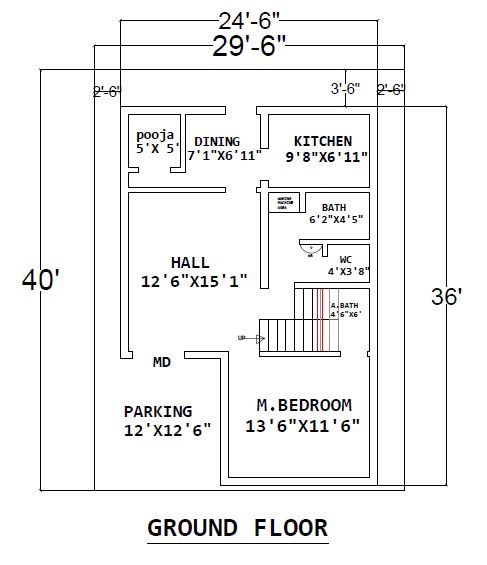 24'-6"
29'-6"
2'-6"
3'-6"
2'-6"
pooja
5'X 5'
DINING
7'1"X6'11"
KITCHEN
9'8"X6'11"
WASHING
MACHINE
AREA
BATH
6'2"X4'5"
HALL
12'6"X15'1"
WC
4'X3'8"
40'
36'
A.BATH
4'6"X6'
UP
MD
PARKING
12'X12'6"
M.BEDROOM
13'6"X11'6"
GROUND FLOOR